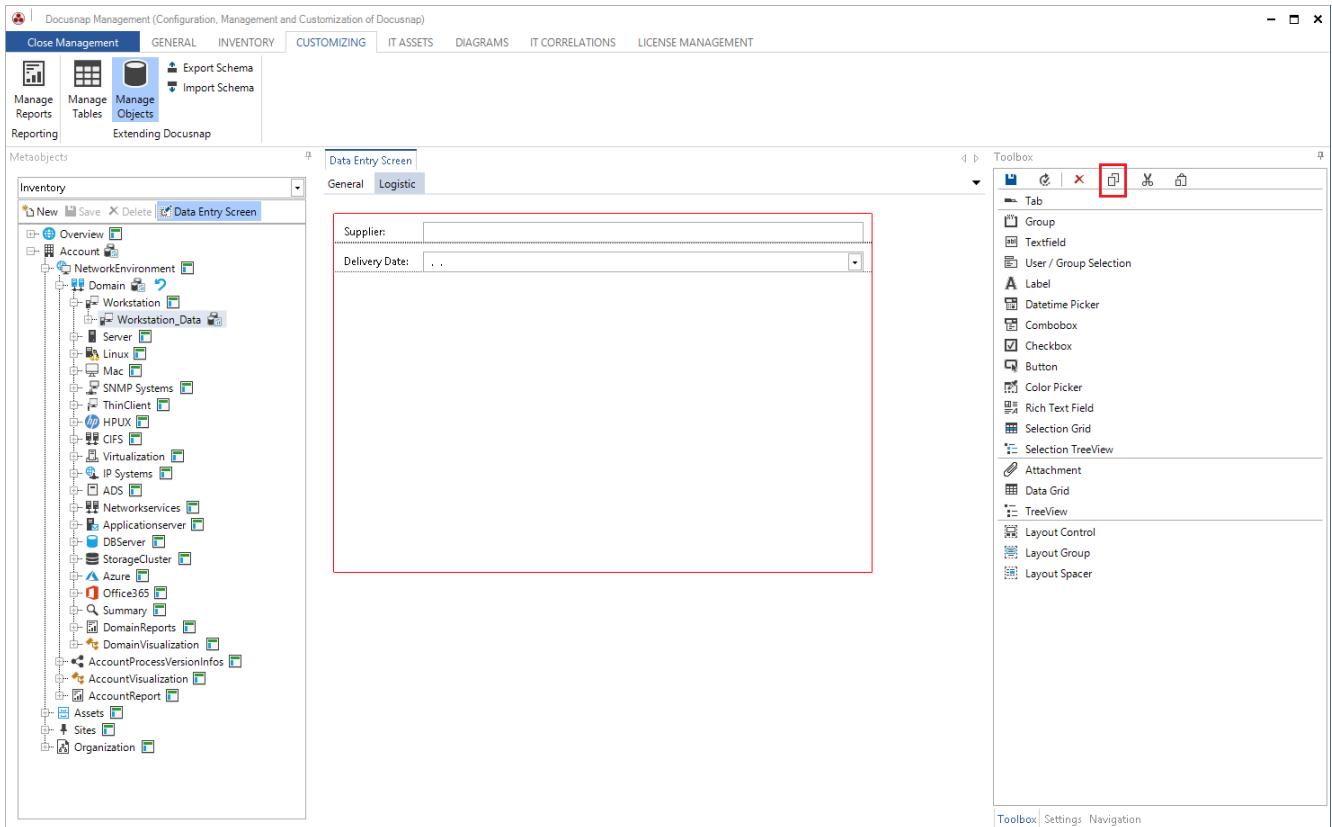 Docusnap Management (Configuration, Management and Customization of Docusnap)
Close Management GENERAL INVENTORY CUSTOMIZING IT ASSETS DIAGRAMS IT CORRELATIONS LICENSE MANAGEMENT
Manage Reports
Manage Tables
Manage Objects
Export Schema
Import Schema
Reporting
Extending Docusnap
Metaobjects
Inventory
New Save Delete Data Entry Screen
Overview
Account
NetworkEnvironment
Domain
Workstation
Workstation_Data
Server
Linux
Mac
SNMP Systems
ThinClient
HPUX
CIFS
Virtualization
IP Systems
ADS
Networkservices
Applicationserver
DBServer
StorageCluster
Azure
Office365
Summary
DomainReports
DomainVisualization
AccountProcessVersionInfos
AccountVisualization
AccountReport
Assets
Sites
Organization
Data Entry Screen
General Logistic
Supplier:
Delivery Date: . .
Toolbox
Tab
Group
Textfield
User / Group Selection
Label
Datetime Picker
Combobox
Checkbox
Button
Color Picker
Rich Text Field
Selection Grid
Selection TreeView
Attachment
Data Grid
TreeView
Layout Control
Layout Group
Layout Spacer
Toolbox Settings Navigation